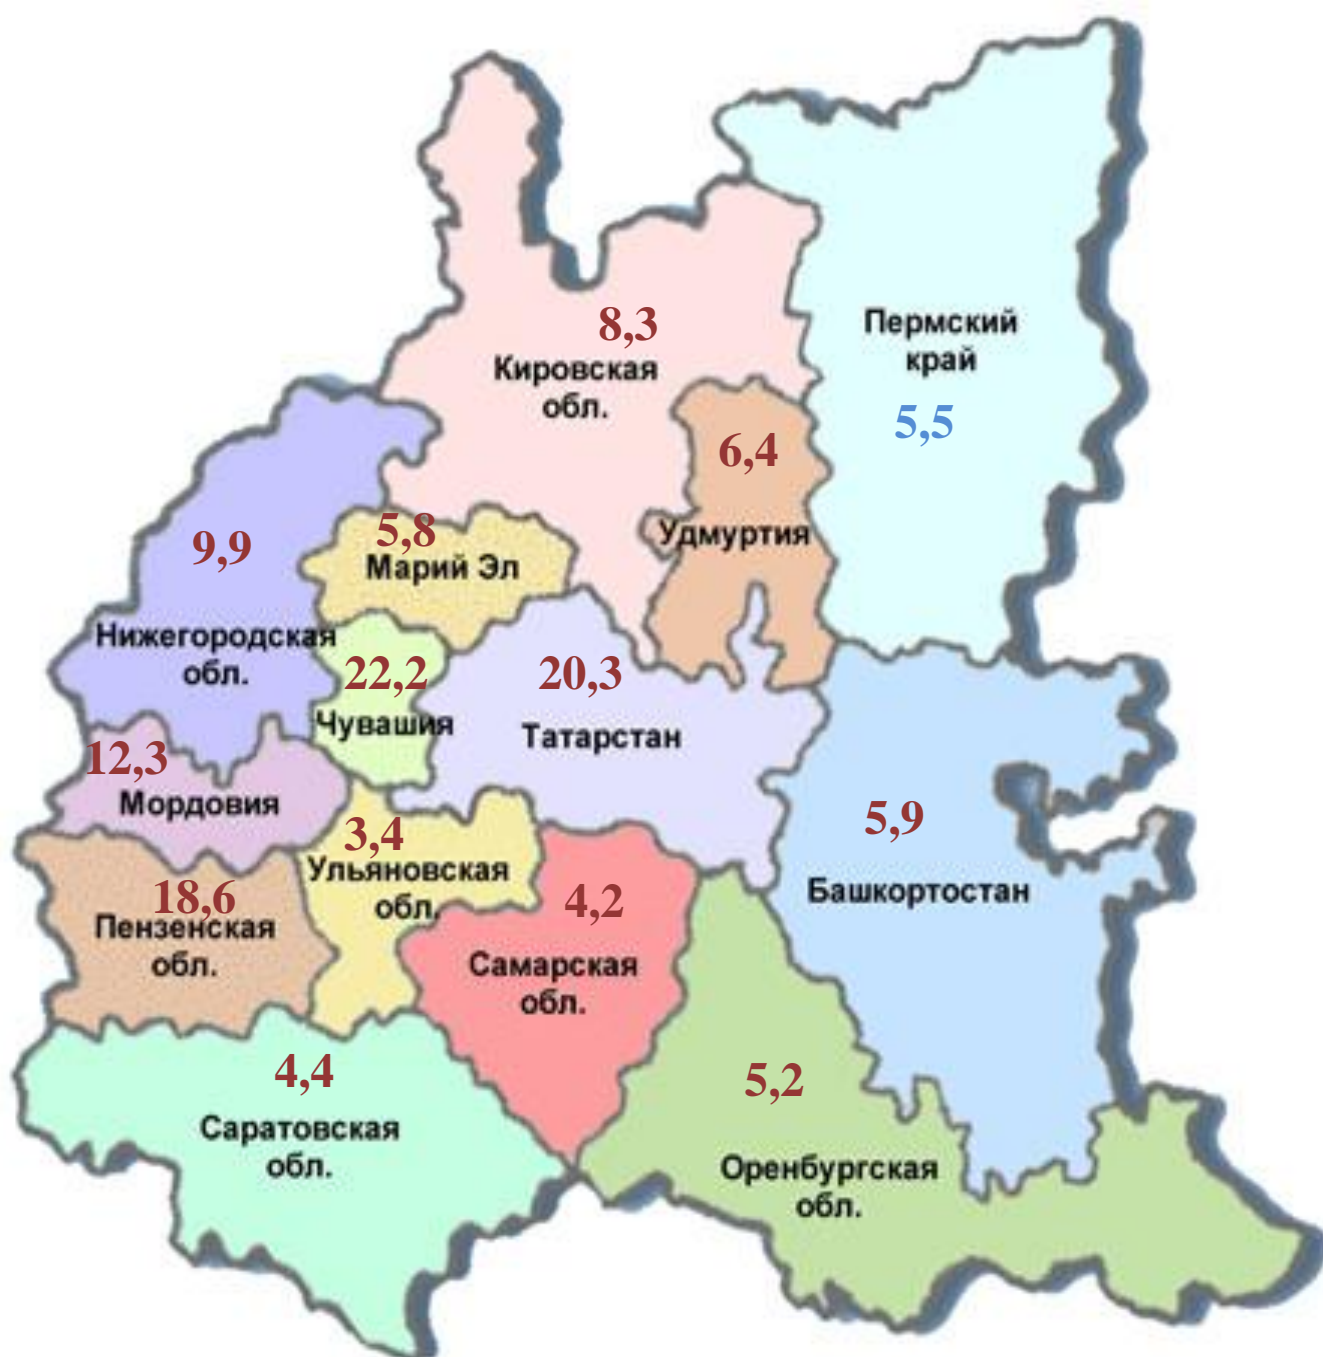 8,3
Кировская
обл.
Пермский
край
5,5
6,4
Удмуртия
9,9
Нижегородская
обл.
5,8
Марий Эл
22,2
Чувашия
20,3
Татарстан
12,3
Мордовия
3,4
Ульяновская
обл.
5,9
Башкортостан
18,6
Пензенская
обл.
4,2
Самарская
обл.
4,4
Саратовская
обл.
5,2
Оренбургская
обл.